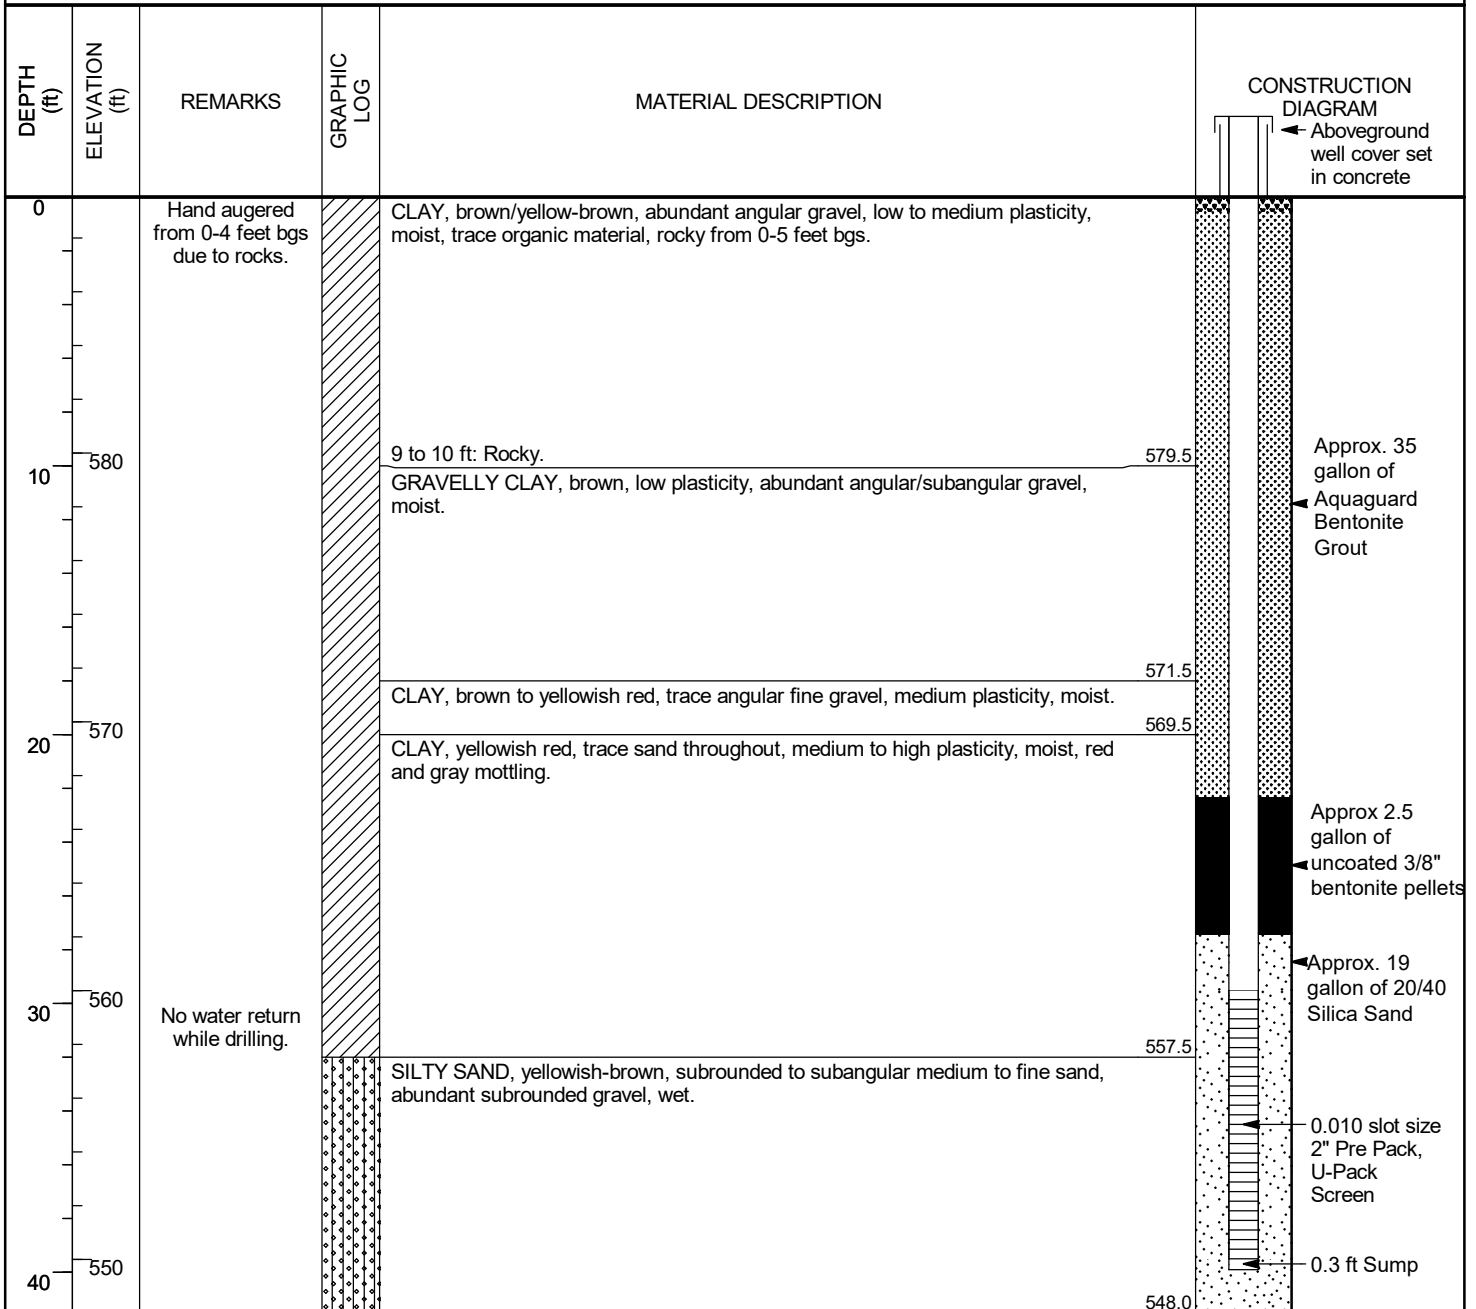 DEPTH
(ft)
ELEVATION
(ft)
REMARKS
GRAPHIC
LOG
MATERIAL DESCRIPTION
CONSTRUCTION
DIAGRAM
Aboveground
well cover set
in concrete
0
Hand augered
from 0-4 feet bgs
due to rocks.
CLAY, brown/yellow-brown, abundant angular gravel, low to medium plasticity,
moist, trace organic material, rocky from 0-5 feet bgs.
9 to 10 ft: Rocky.
579.5
580
10
GRAVELLY CLAY, brown, low plasticity, abundant angular/subangular gravel,
moist.
Approx. 35
gallon of
Aquaguard
Bentonite
Grout
571.5
CLAY, brown to yellowish red, trace angular fine gravel, medium plasticity, moist.
569.5
570
20
CLAY, yellowish red, trace sand throughout, medium to high plasticity, moist, red
and gray mottling.
Approx 2.5
gallon of
uncoated 3/8"
bentonite pellets
Approx. 19
gallon of 20/40
Silica Sand
560
30
No water return
while drilling.
557.5
SILTY SAND, yellowish-brown, subrounded to subangular medium to fine sand,
abundant subrounded gravel, wet.
0.010 slot size
2" Pre Pack,
U-Pack
Screen
0.3 ft Sump
550
40
548.0